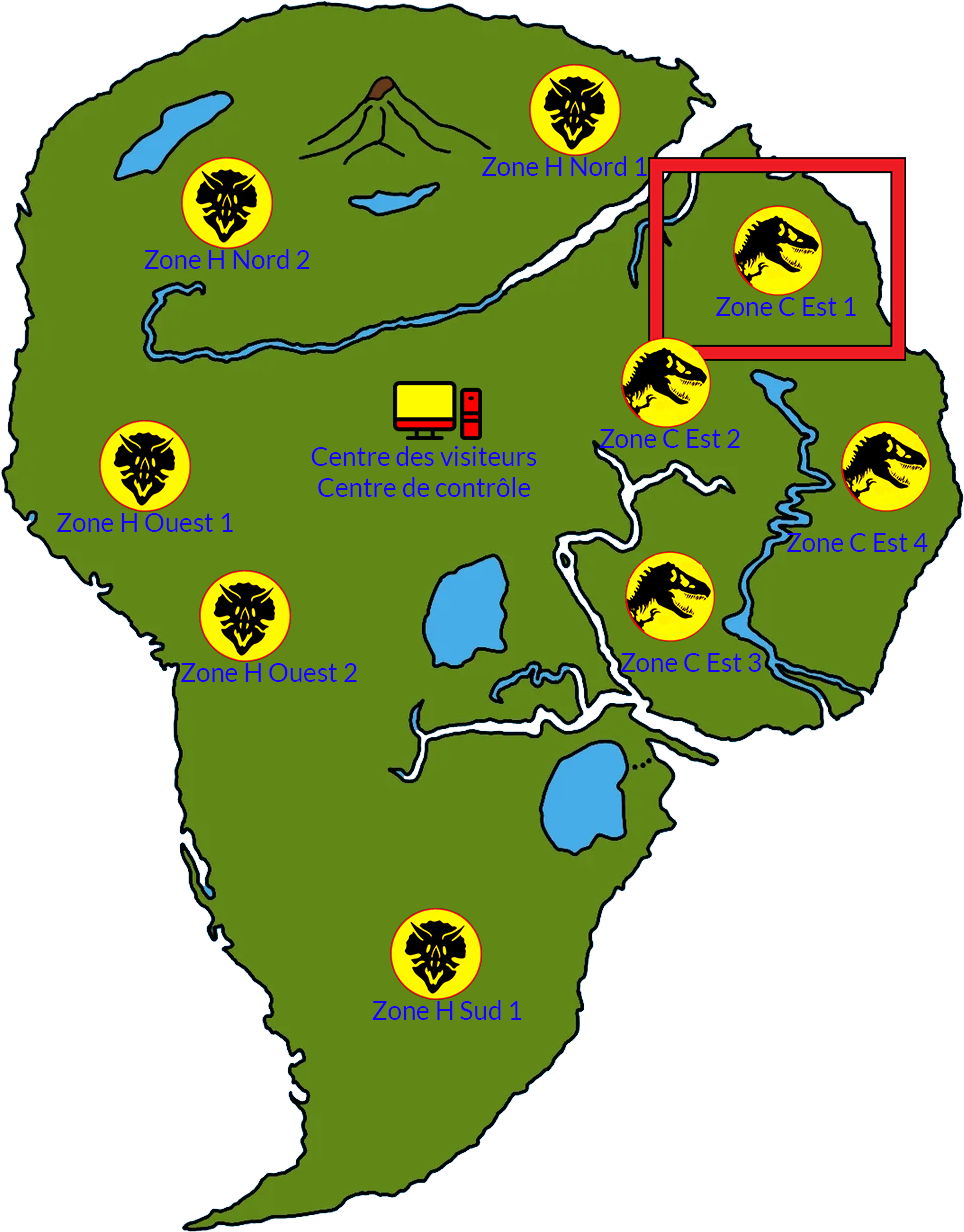 Zone H Nord 1
Zone H Nord 2
Zone C Est 1
Zone C Est 2
Centre des visiteurs
Centre de contrôle
Zone H Ouest 1
Zone C Est 4
Zone C Est 3
Zone H Ouest 2
Zone H Sud 1